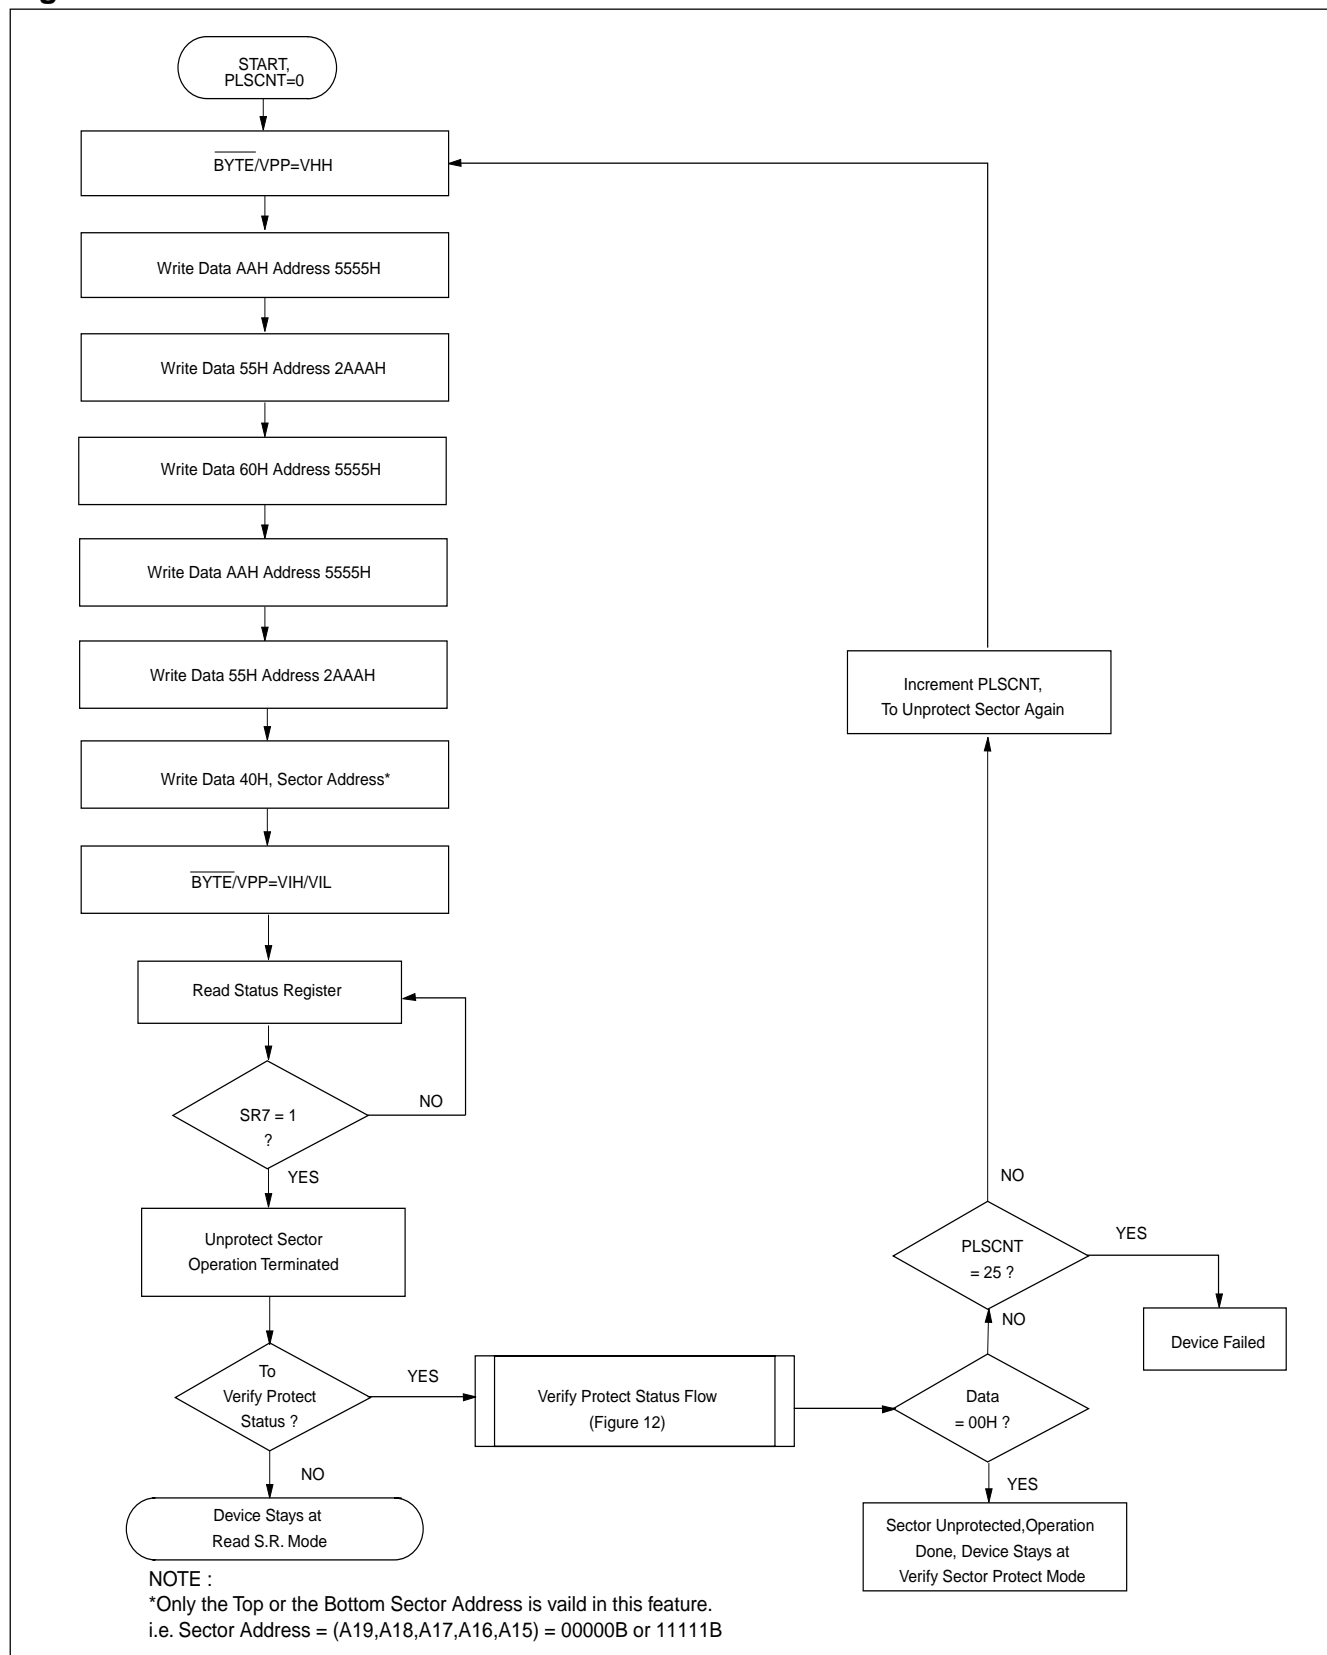 START,
PLSCNT=0
BYTE/VPP=VHH
Write Data AAH Address 5555H
Write Data 55H Address 2AAAH
Write Data 60H Address 5555H
Write Data AAH Address 5555H
Write Data 55H Address 2AAAH
Write Data 40H, Sector Address*
BYTE/VPP=VIH/VIL
Read Status Register
SR7 = 1
?
NO
YES
Unprotect Sector
Operation Terminated
To
Verify Protect
Status ?
YES
NO
Device Stays at
Read S.R. Mode
Verify Protect Status Flow
(Figure 12)
Data
= 00H ?
NO
YES
Sector Unprotected,Operation
Done, Device Stays at
Verify Sector Protect Mode
PLSCNT
= 25 ?
YES
NO
Device Failed
Increment PLSCNT,
To Unprotect Sector Again
NOTE :
*Only the Top or the Bottom Sector Address is vaild in this feature.
i.e. Sector Address = (A19,A18,A17,A16,A15) = 00000B or 11111B